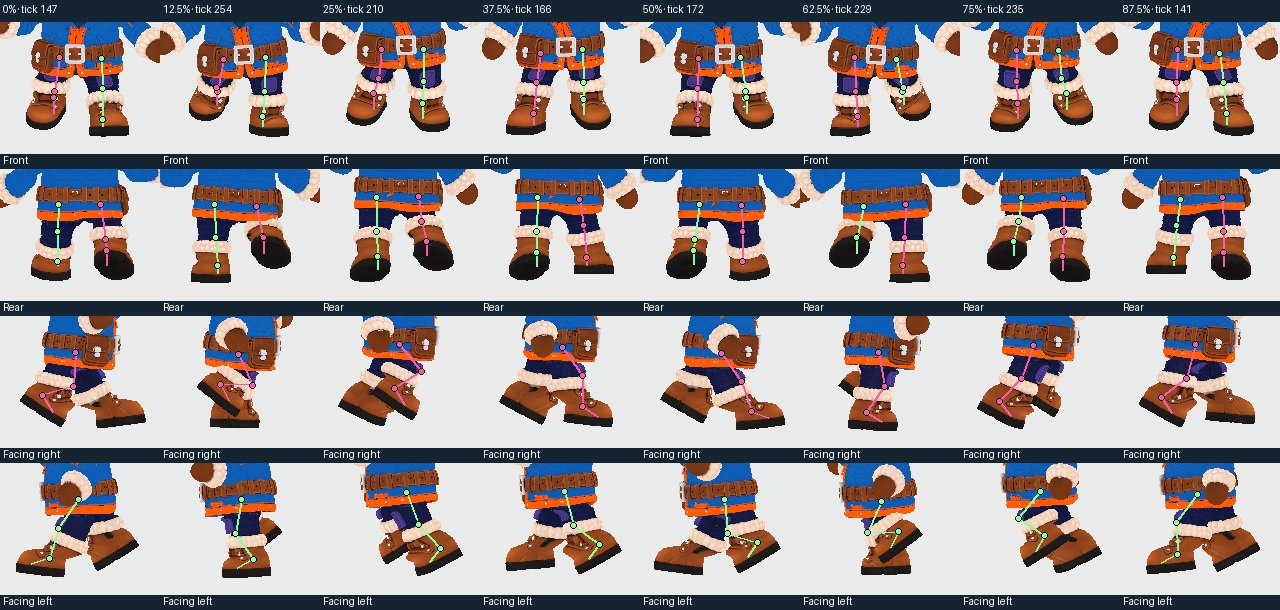 0%·tick 147 12.5%·tick 254 25%·tick 210 37.5%·tick 166 50%·tick 172 62.5%·tick 229 75%·tick 235 87.5%·tick 141
Front Front Front Front Front Front Front Front
Rear Rear Rear Rear Rear Rear Rear Rear
Facing right Facing right Facing right Facing right Facing right Facing right Facing right Facing right
Facing left Facing left Facing left Facing left Facing left Facing left Facing left Facing left